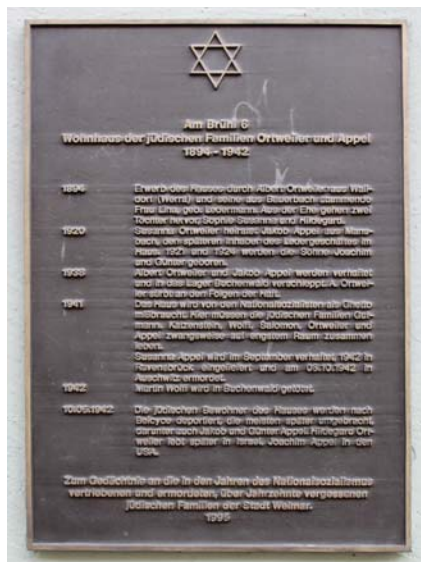 Am Brühl 6
Wohnhaus der jüdischen Familien Ortweiler und Appel
1894 - 1942
1894 Erwerb des Hauses durch Albert Ortweiler aus Wall-
dorf (Werra) und seine aus Bauerbach stammende
Frau Lina, geb. Ledermann. Aus der Ehe gehen zwei
Töchter hervor, Sophie Susanna und Hildegard.
1920 Susanna Ortweiler heiratet Jakob Appel aus Mans-
bach, den späteren Inhaber des Ledergeschäftes im
Haus. 1921 und 1924 werden die Söhne Joachim
und Günter geboren.
1938 Albert Ortweiler und Jakob Appel werden verhaftet
und in das Lager Buchenwald verschleppt. A. Ortwei-
ler stirbt an den Folgen der Haft.
1941 Das Haus wird von den Nationalsozialisten als Ghetto
mißbraucht. Hier müssen die jüdischen Familien
mann, Katzenstein, Wolff, Salomon, Ortweiler und
Appel zwangsweise auf engstem Raum zusammen
leben.
Susanna Appel wird im September verhaftet, 1942 in
Ravensbrück eingeliefert und am 09.10.1942 in
Auschwitz ermordet.
1942 Martin Wolff wird in Buchenwald getötet.
10.05.1942 Die jüdischen Bewohner des Hauses werden nach
Belcyce deportiert, die meisten später umgebracht,
darunter auch Jakob und Günter Appel. Hildegard Ort-
weiler lebt später in Israel, Joachim Appel in den
USA.
Zum Gedächtnis an die in den Jahren des Nationalsozialismus
vertriebenen und ermordeten, über Jahrzehnte vergessenen
jüdischen Familien der Stadt Weimar.
1995